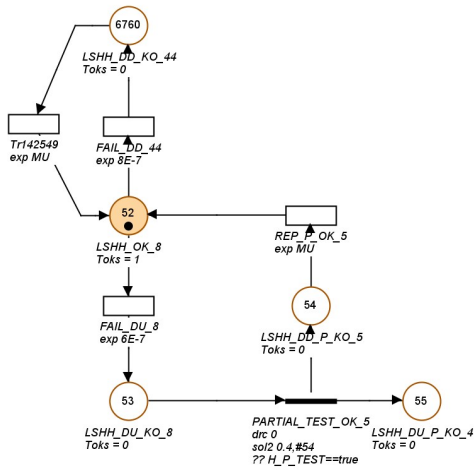 6760
LSHH_DD_KO_44
Toks = 0
Tr142549
exp MU
FAIL_DD_44
exp 8E-7
52
LSHH_OK_8
Toks = 1
REP_P_OK_5
exp MU
FAIL_DU_8
exp 6E-7
54
LSHH_DD_P_KO_5
Toks = 0
53
LSHH_DU_KO_8
Toks = 0
PARTIAL_TEST_OK_5
drc 0
sol2 0.4,#54
?? H_P_TEST==true
55
LSHH_DU_P_KO_4
Toks = 0